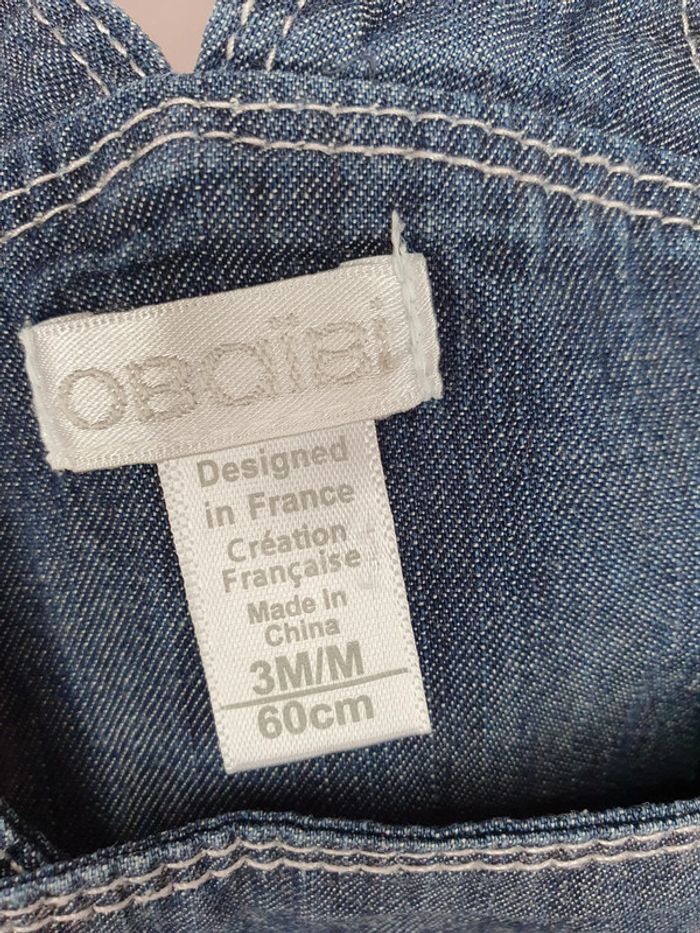 OBAÏBI
Designed
in France
Création
Française
Made In
China
3M/M
60cm